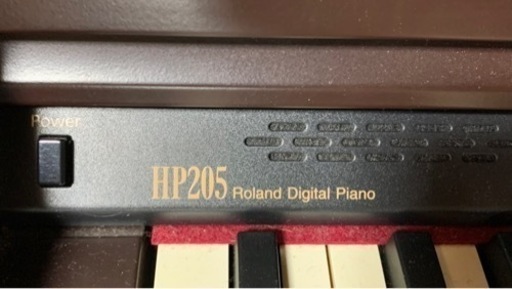 Power
HP205 Roland Digital Piano